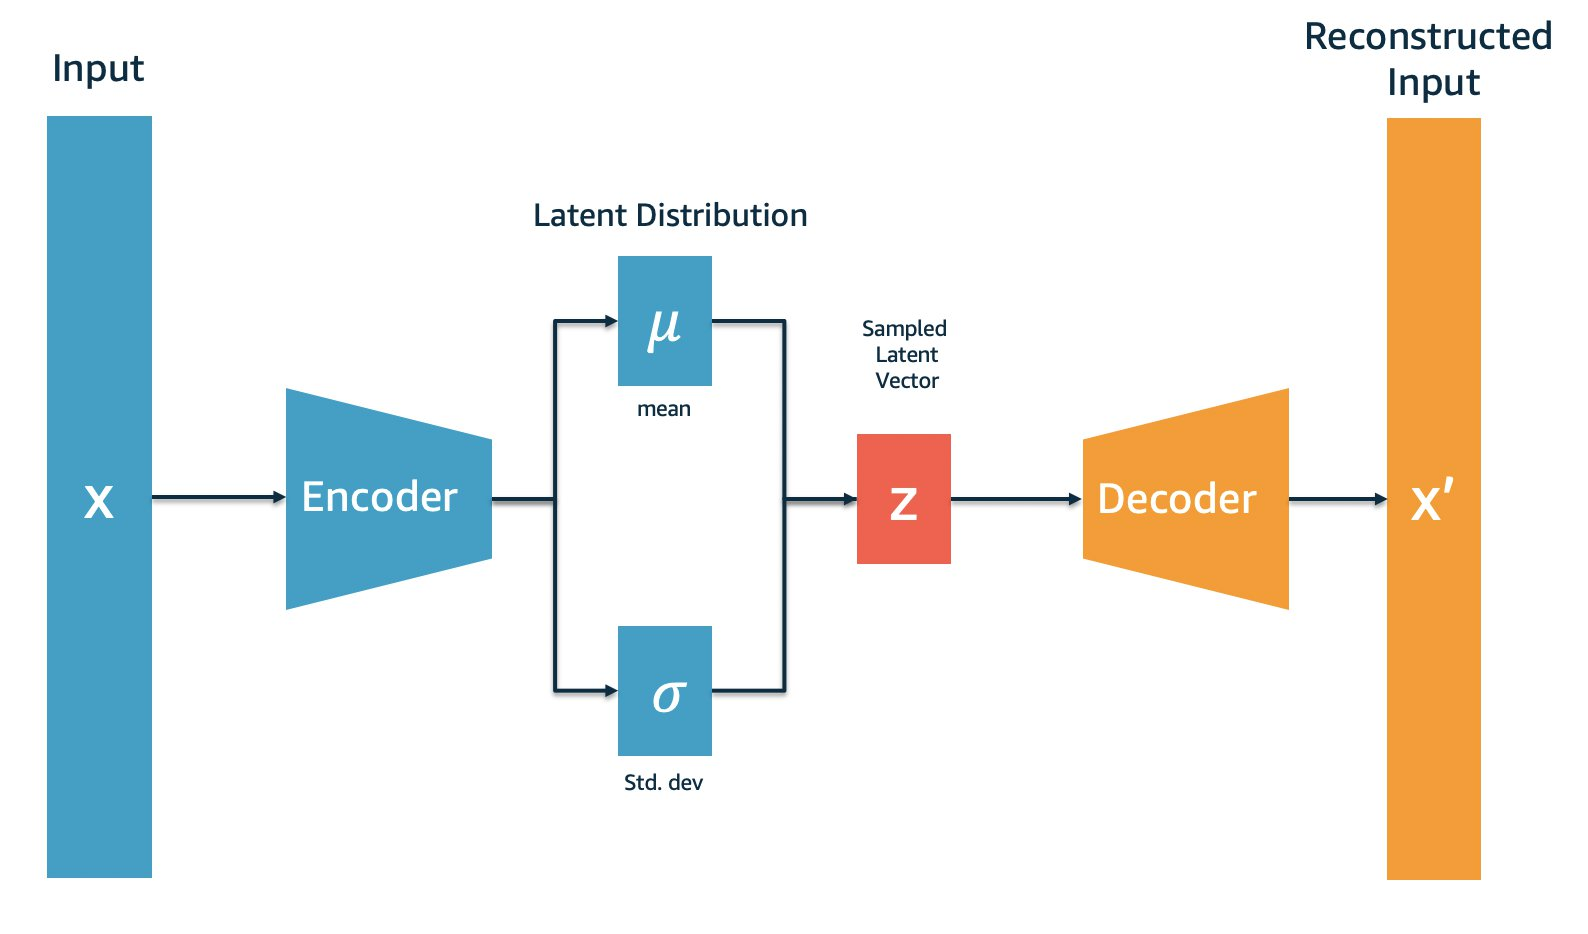 Input
Reconstructed
Input
Latent Distribution
μ
mean
Sampled
Latent
Vector
x
Encoder
z
Decoder
x′
σ
Std. dev